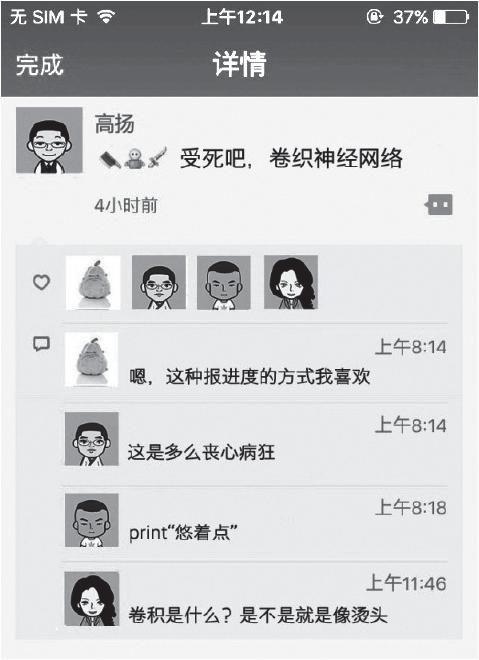 无 SIM 卡 上午12:14 37%
完成 详情
高扬
受死吧，卷织神经网络
4小时前
上午8:14
嗯，这种报进度的方式我喜欢
上午8:14
这是多么丧心病狂
上午8:18
print“悠着点”
上午11:46
卷积是什么？是不是就是像烫头